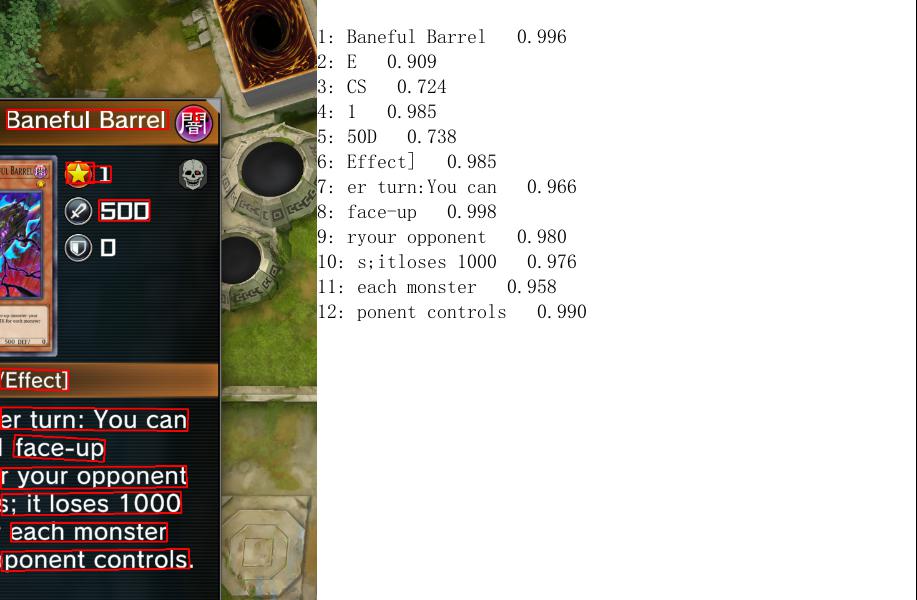 Baneful Barrel 闇
1
500
0
500 DEF/ 0
/Effect]
er turn: You can
face-up
r your opponent
s; it loses 1000
each monster
ponent controls.
1: Baneful Barrel 0.996
2: E 0.909
3: CS 0.724
4: 1 0.985
5: 50D 0.738
6: Effect] 0.985
7: er turn:You can 0.966
8: face-up 0.998
9: ryour opponent 0.980
10: s;itloses 1000 0.976
11: each monster 0.958
12: ponent controls 0.990